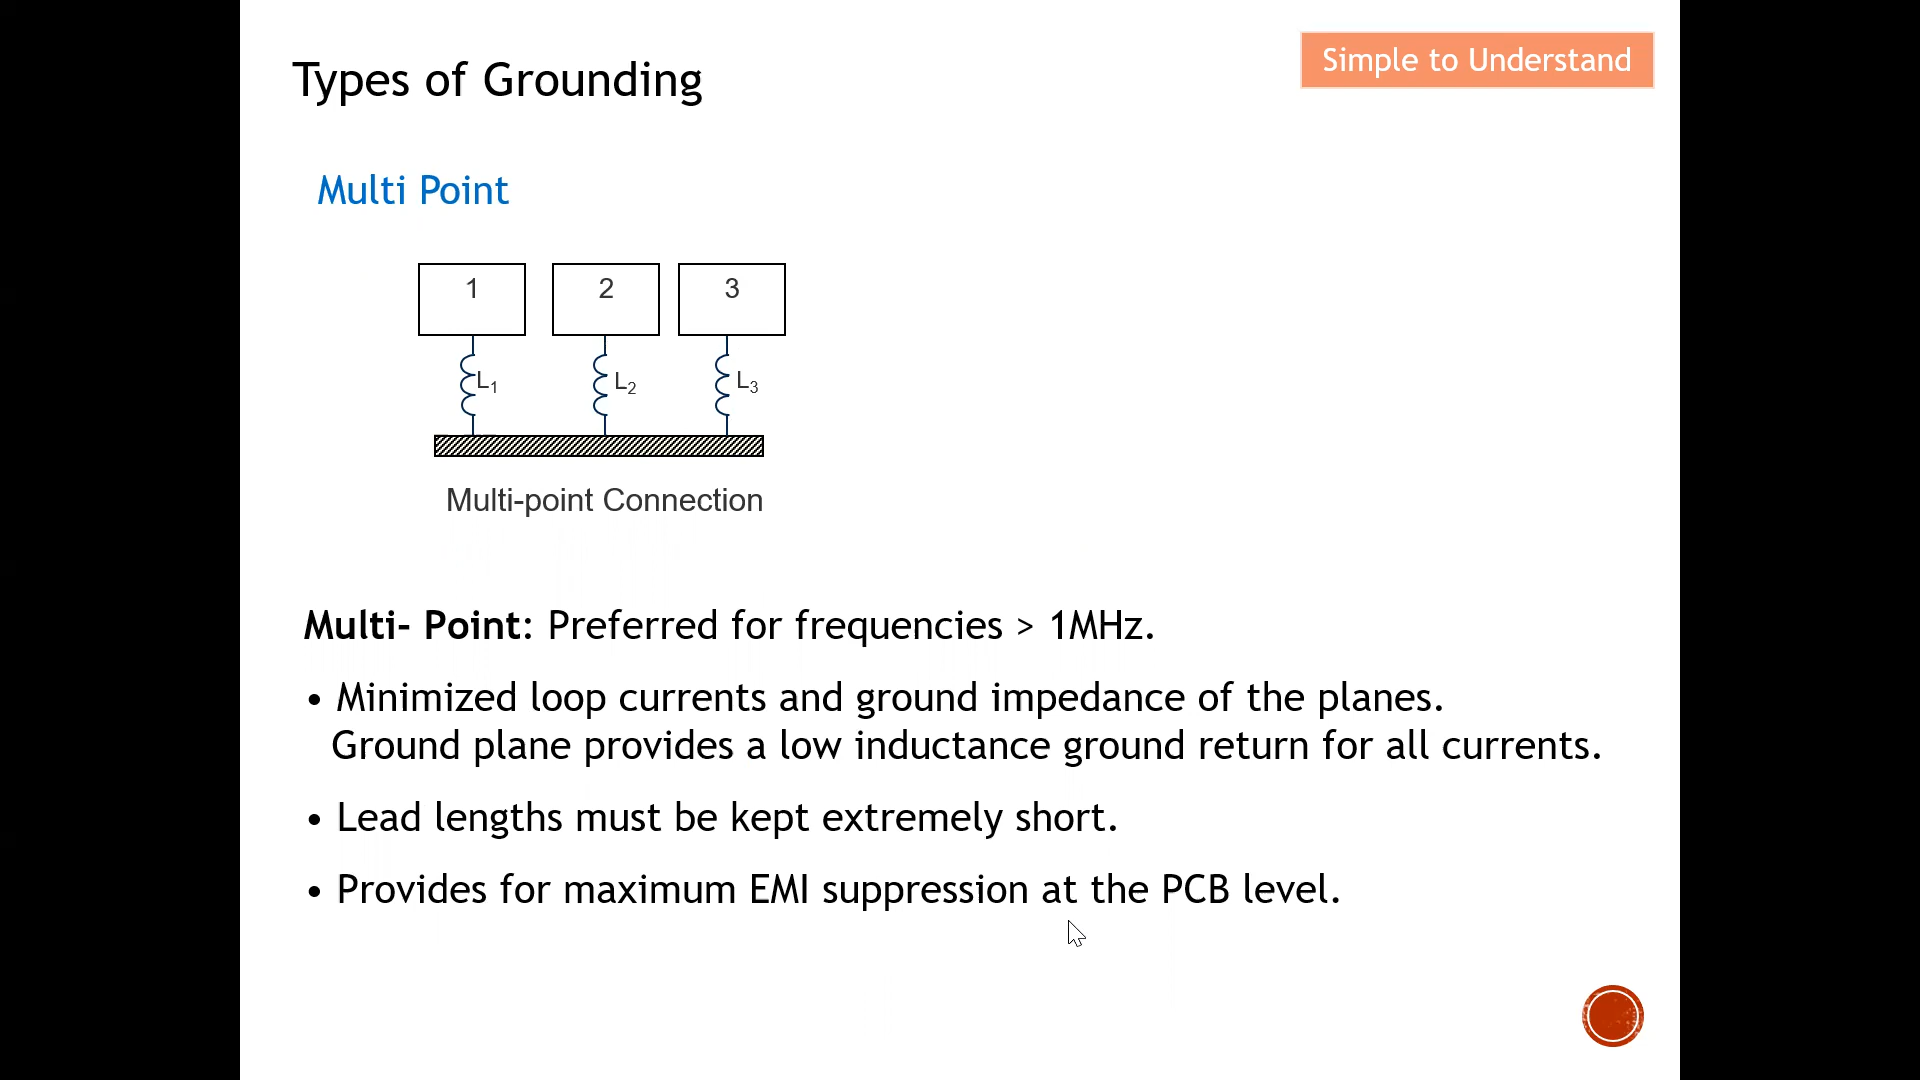 Types of Grounding
Simple to Understand
Multi Point
1
2
3
L1
L2
L3
Multi-point Connection
Multi- Point: Preferred for frequencies > 1MHz.
• Minimized loop currents and ground impedance of the planes.
Ground plane provides a low inductance ground return for all currents.
• Lead lengths must be kept extremely short.
• Provides for maximum EMI suppression at the PCB level.